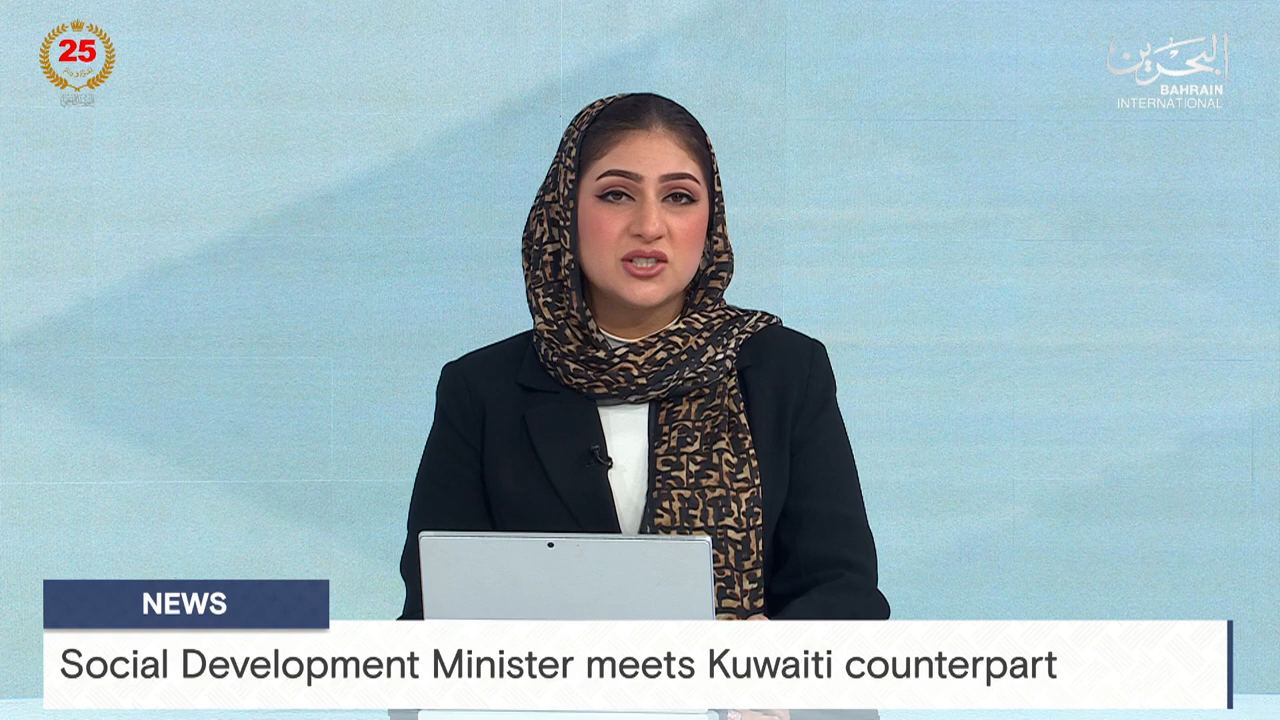 25
البحرين
BAHRAIN
INTERNATIONAL
NEWS
Social Development Minister meets Kuwaiti counterpart